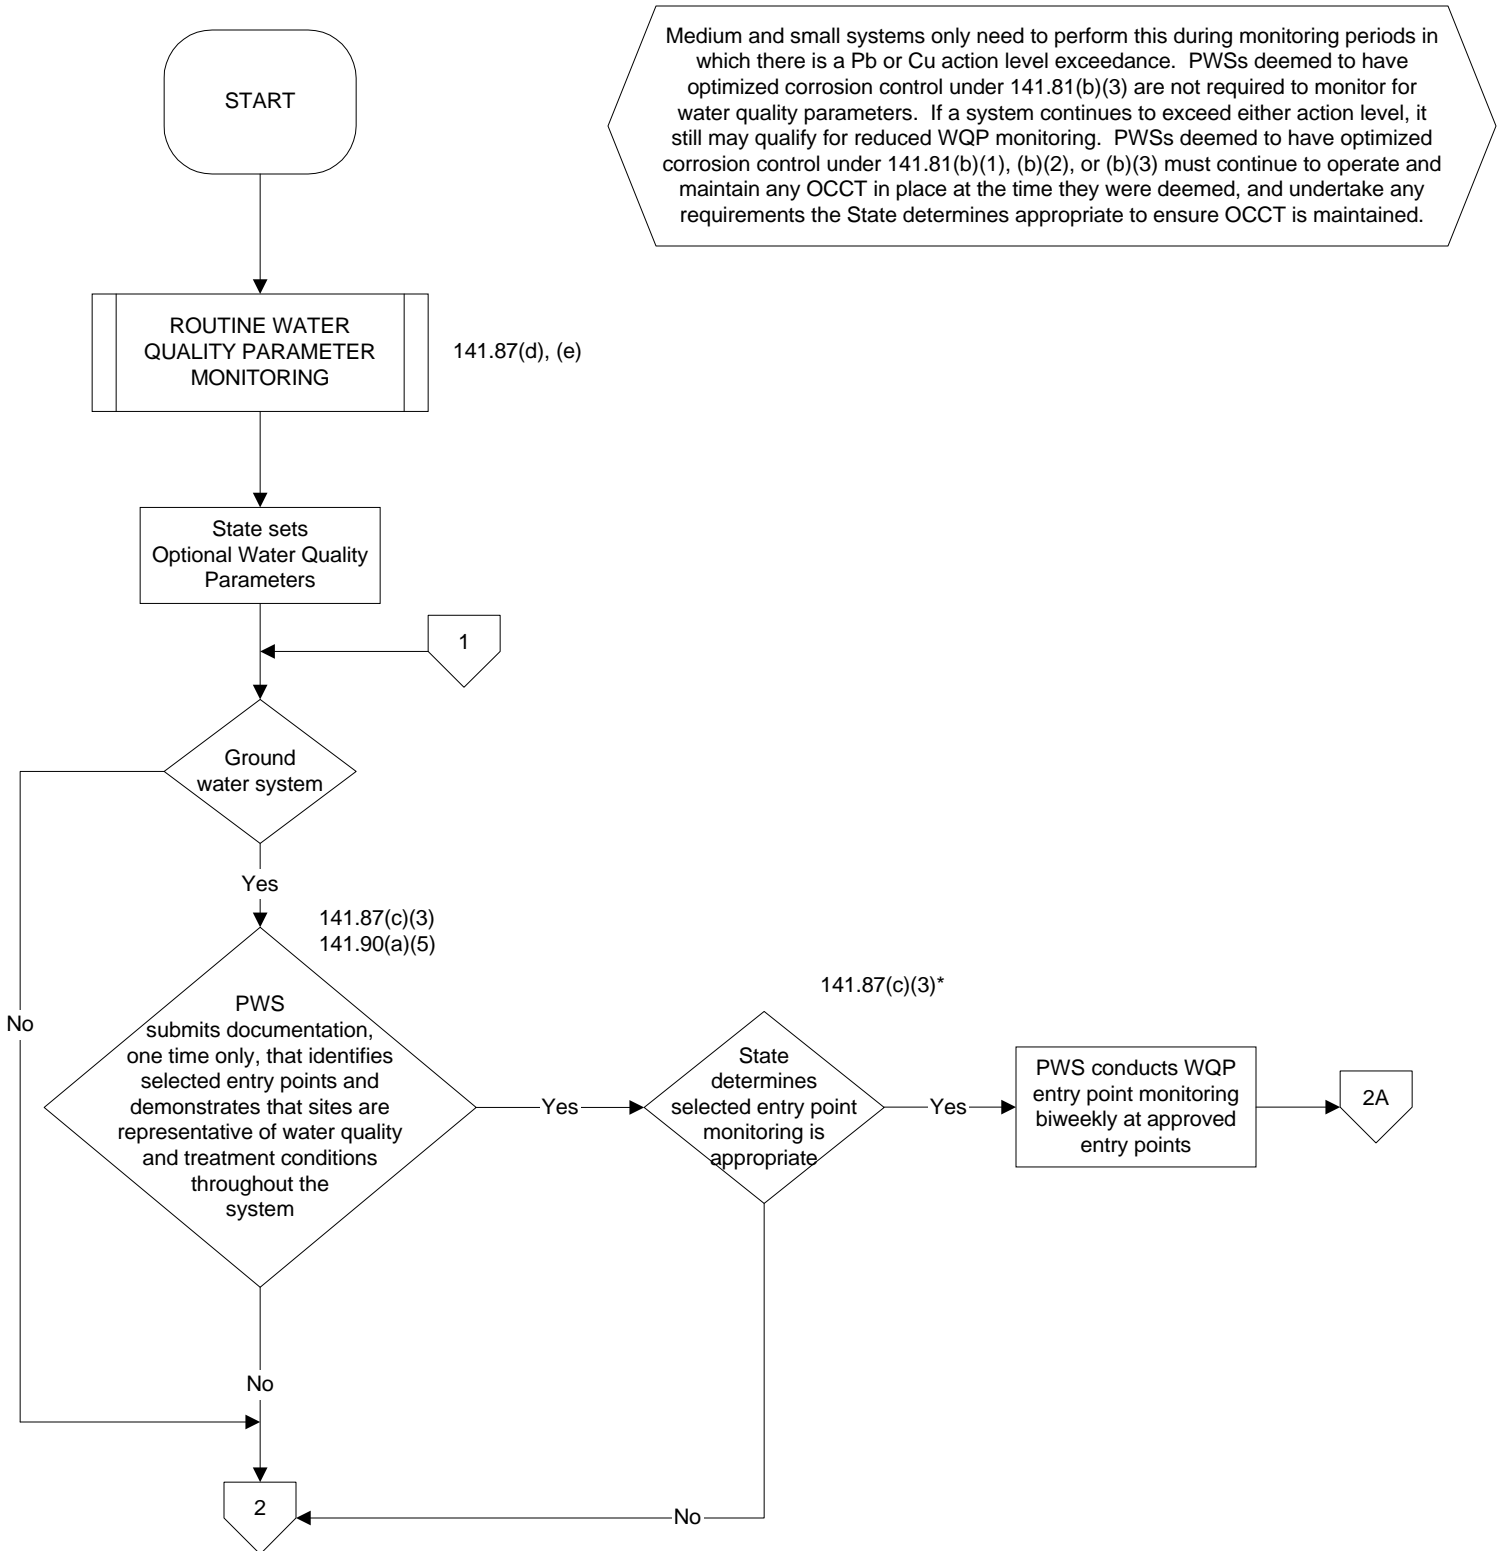 START
Medium and small systems only need to perform this during monitoring periods in
which there is a Pb or Cu action level exceedance.  PWSs deemed to have
optimized corrosion control under 141.81(b)(3) are not required to monitor for
water quality parameters.  If a system continues to exceed either action level, it
still may qualify for reduced WQP monitoring.  PWSs deemed to have optimized
corrosion control under 141.81(b)(1), (b)(2), or (b)(3) must continue to operate and
maintain any OCCT in place at the time they were deemed, and undertake any
requirements the State determines appropriate to ensure OCCT is maintained.
ROUTINE WATER
QUALITY PARAMETER
MONITORING
141.87(d), (e)
State sets
Optional Water Quality
Parameters
1
Ground
water system
Yes
No
141.87(c)(3)
141.90(a)(5)
PWS
submits documentation,
one time only, that identifies
selected entry points and
demonstrates that sites are
representative of water quality
and treatment conditions
throughout the
system
Yes
141.87(c)(3)*
State
determines
selected entry point
monitoring is
appropriate
Yes
PWS conducts WQP
entry point monitoring
biweekly at approved
entry points
2A
No
No
2